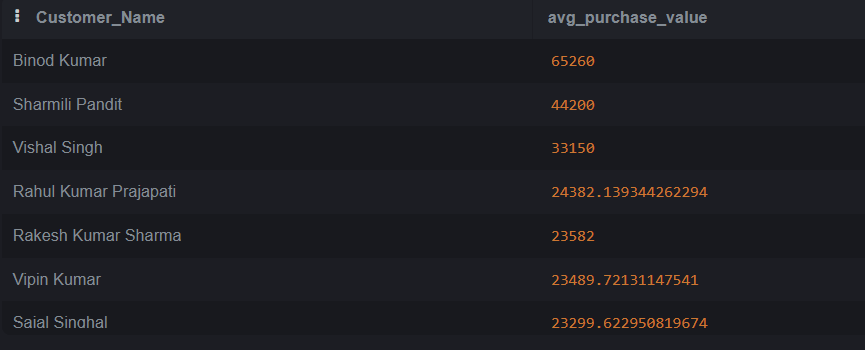 Customer_Name avg_purchase_value
Binod Kumar 65260
Sharmili Pandit 44200
Vishal Singh 33150
Rahul Kumar Prajapati 24382.139344262294
Rakesh Kumar Sharma 23582
Vipin Kumar 23489.72131147541
Sajal Singhal 23299.622950819674